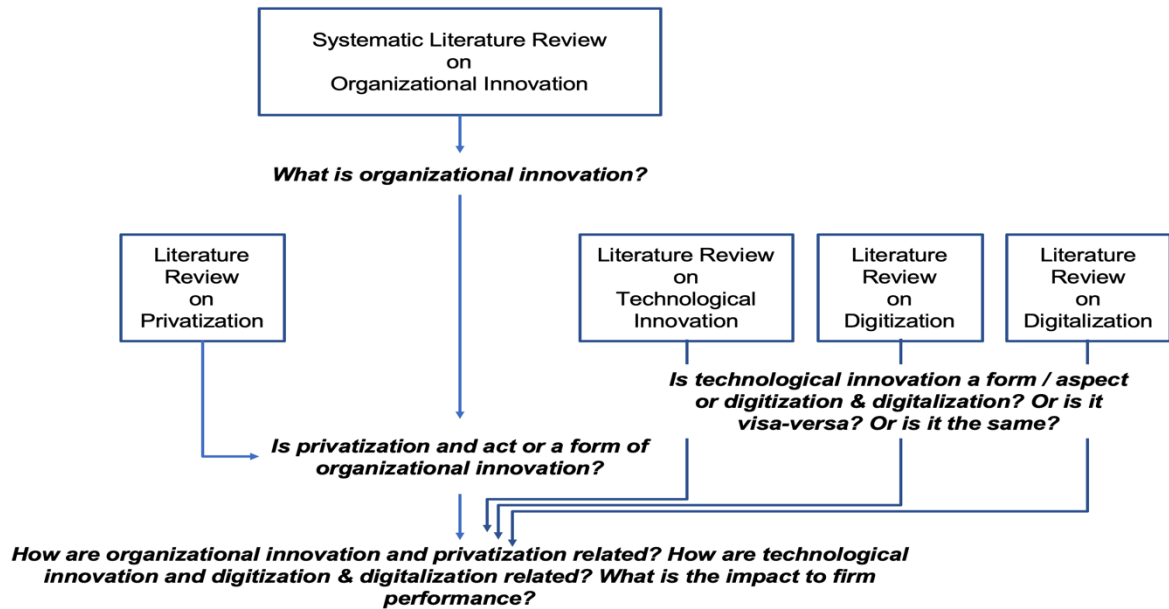 Systematic Literature Review
on
Organizational Innovation
What is organizational innovation?
Literature
Review
on
Privatization
Literature Review
on
Technological
Innovation
Literature
Review
on
Digitization
Literature
Review
on
Digitalization
Is technological innovation a form / aspect
or digitization & digitalization? Or is it
visa-versa? Or is it the same?
Is privatization and act or a form of
organizational innovation?
How are organizational innovation and privatization related? How are technological
innovation and digitization & digitalization related? What is the impact to firm
performance?